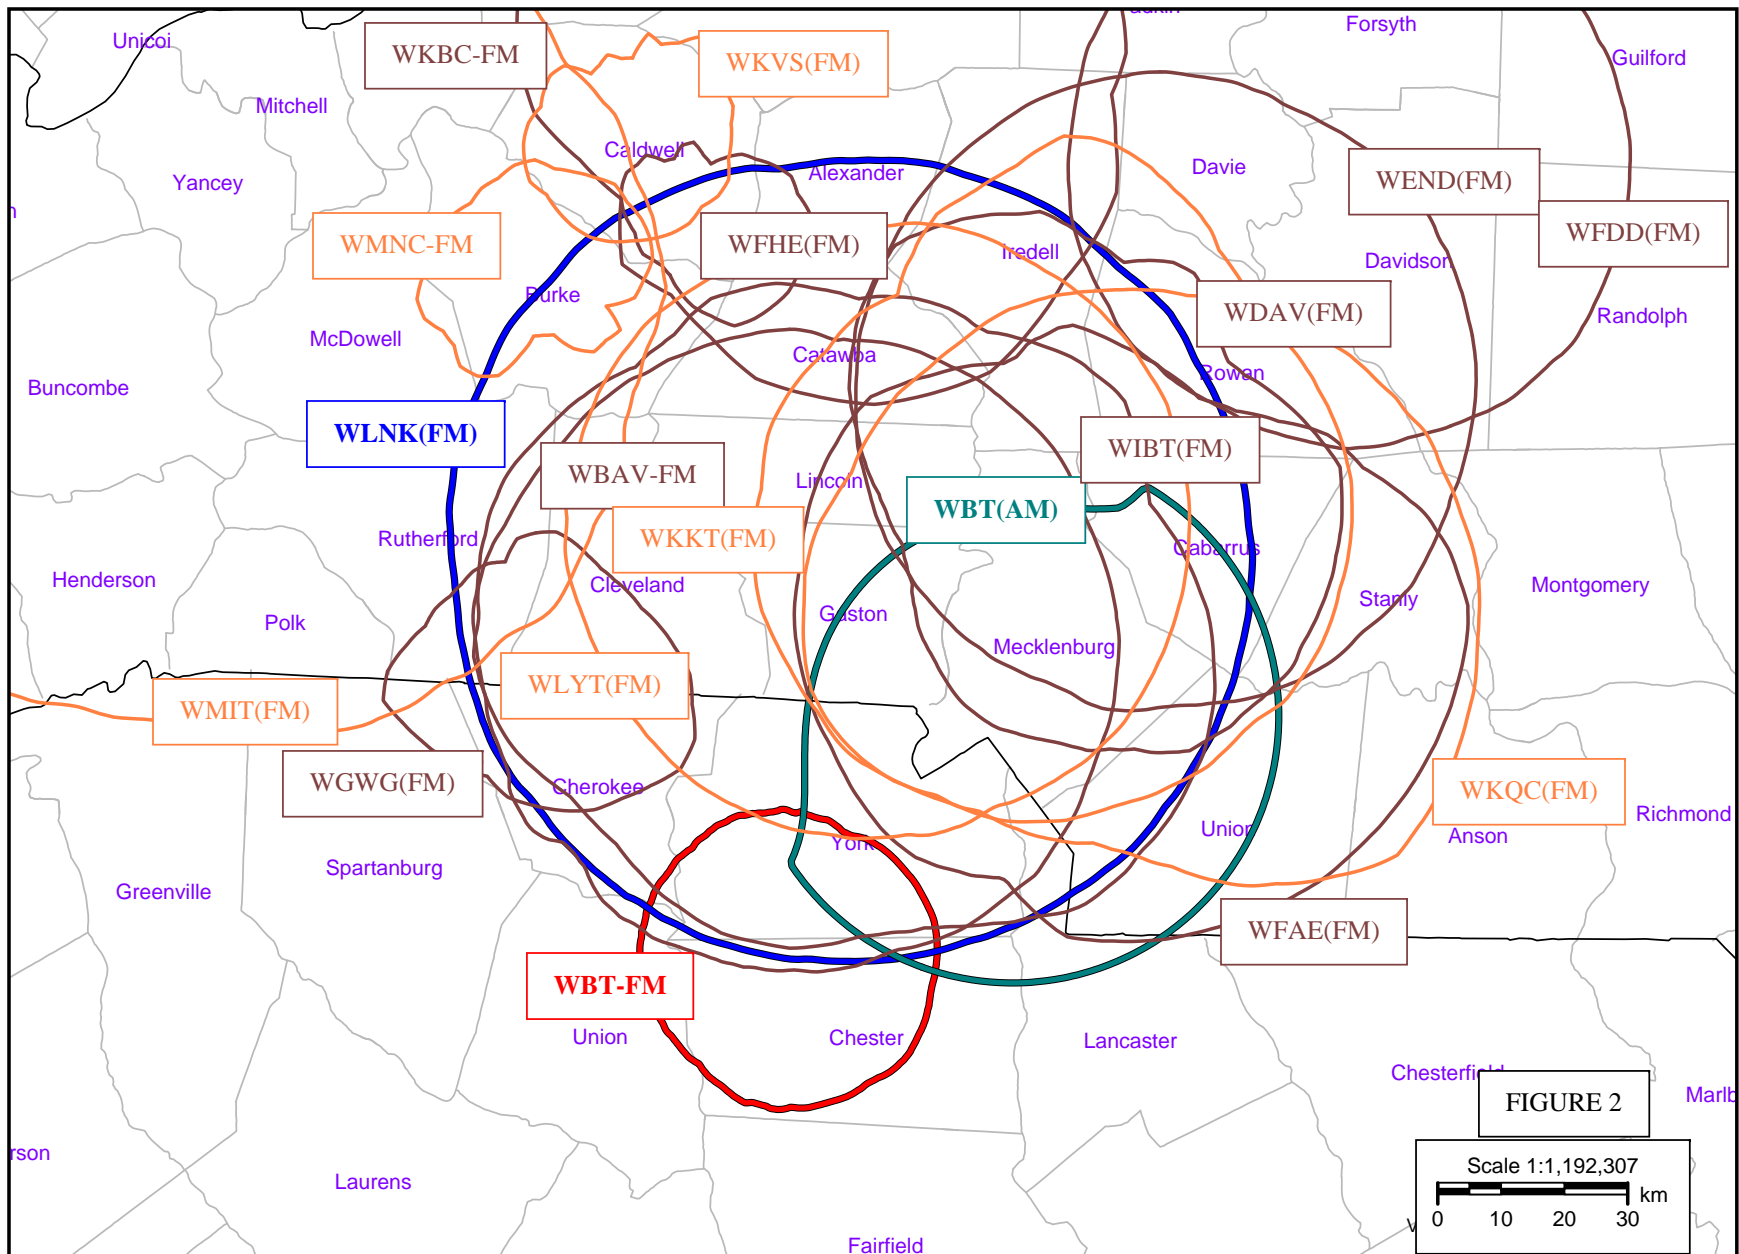 Forsyth
Unicoi
WKBC-FM
WKVS(FM)
Guilford
Mitchell
Caldwell
Alexander
Davie
Yancey
WEND(FM)
WFDD(FM)
WMNC-FM
WFHE(FM)
Iredell
Davidson
Burke
WDAV(FM)
Randolph
McDowell
Catawba
Rowan
Buncombe
WLNK(FM)
WIBT(FM)
WBAV-FM
Lincoln
WBT(AM)
Rutherford
WKKT(FM)
Cabarrus
Henderson
Cleveland
Montgomery
Polk
Gaston
Stanly
Mecklenburg
WLYT(FM)
WMIT(FM)
WGWG(FM)
Cherokee
WKQC(FM)
Richmond
York
Union
Anson
Spartanburg
Greenville
WFAE(FM)
WBT-FM
Union
Chester
Lancaster
Chesterfield
Marlb
FIGURE 2
rson
Laurens
Scale 1:1,192,307
km
0 10 20 30
Fairfield